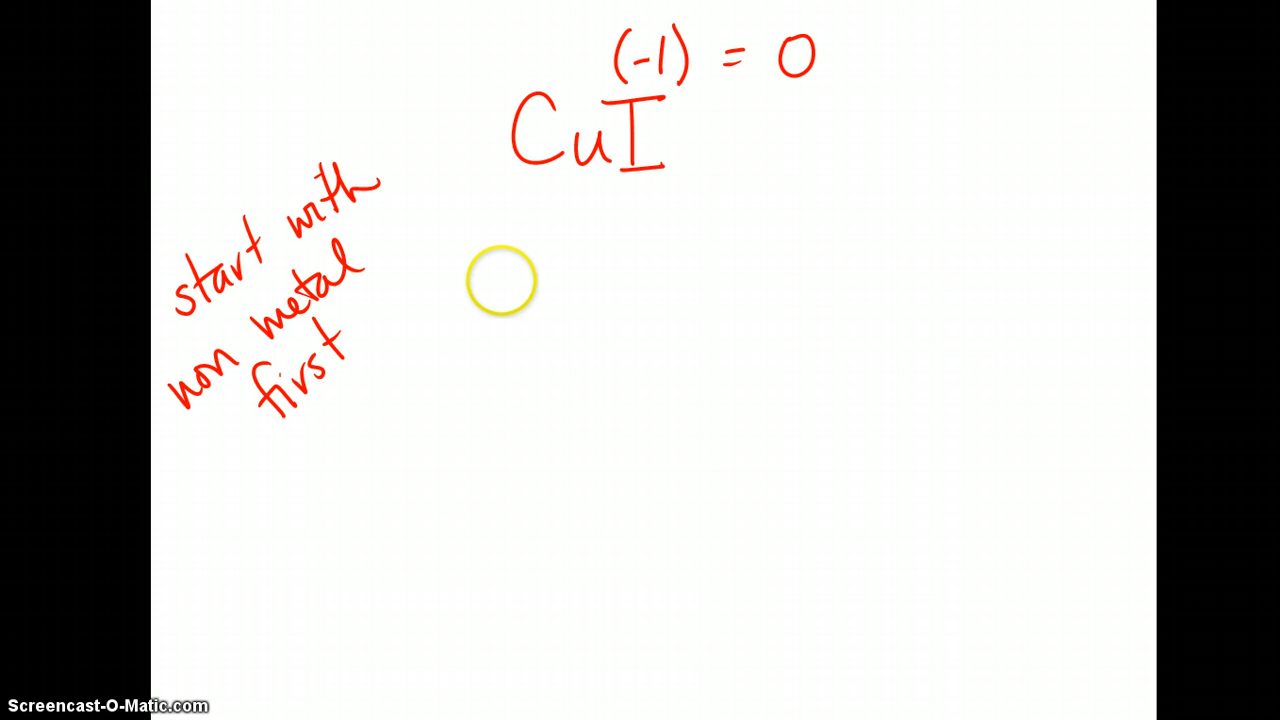 (-1) = 0
CuI
start with
non metal
first
Screencast-O-Matic.com